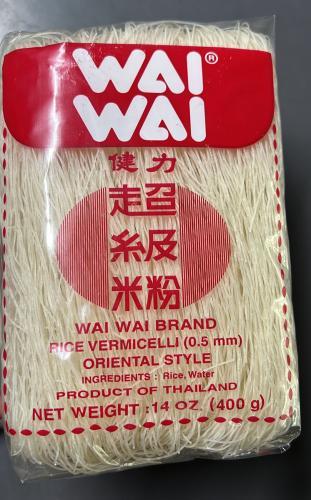 WAI®
WAI
健力
超
級
米粉
WAI WAI BRAND
RICE VERMICELLI (0.5 mm)
ORIENTAL STYLE
INGREDIENTS : Rice, Water
PRODUCT OF THAILAND
NET WEIGHT :14 OZ (400 g)